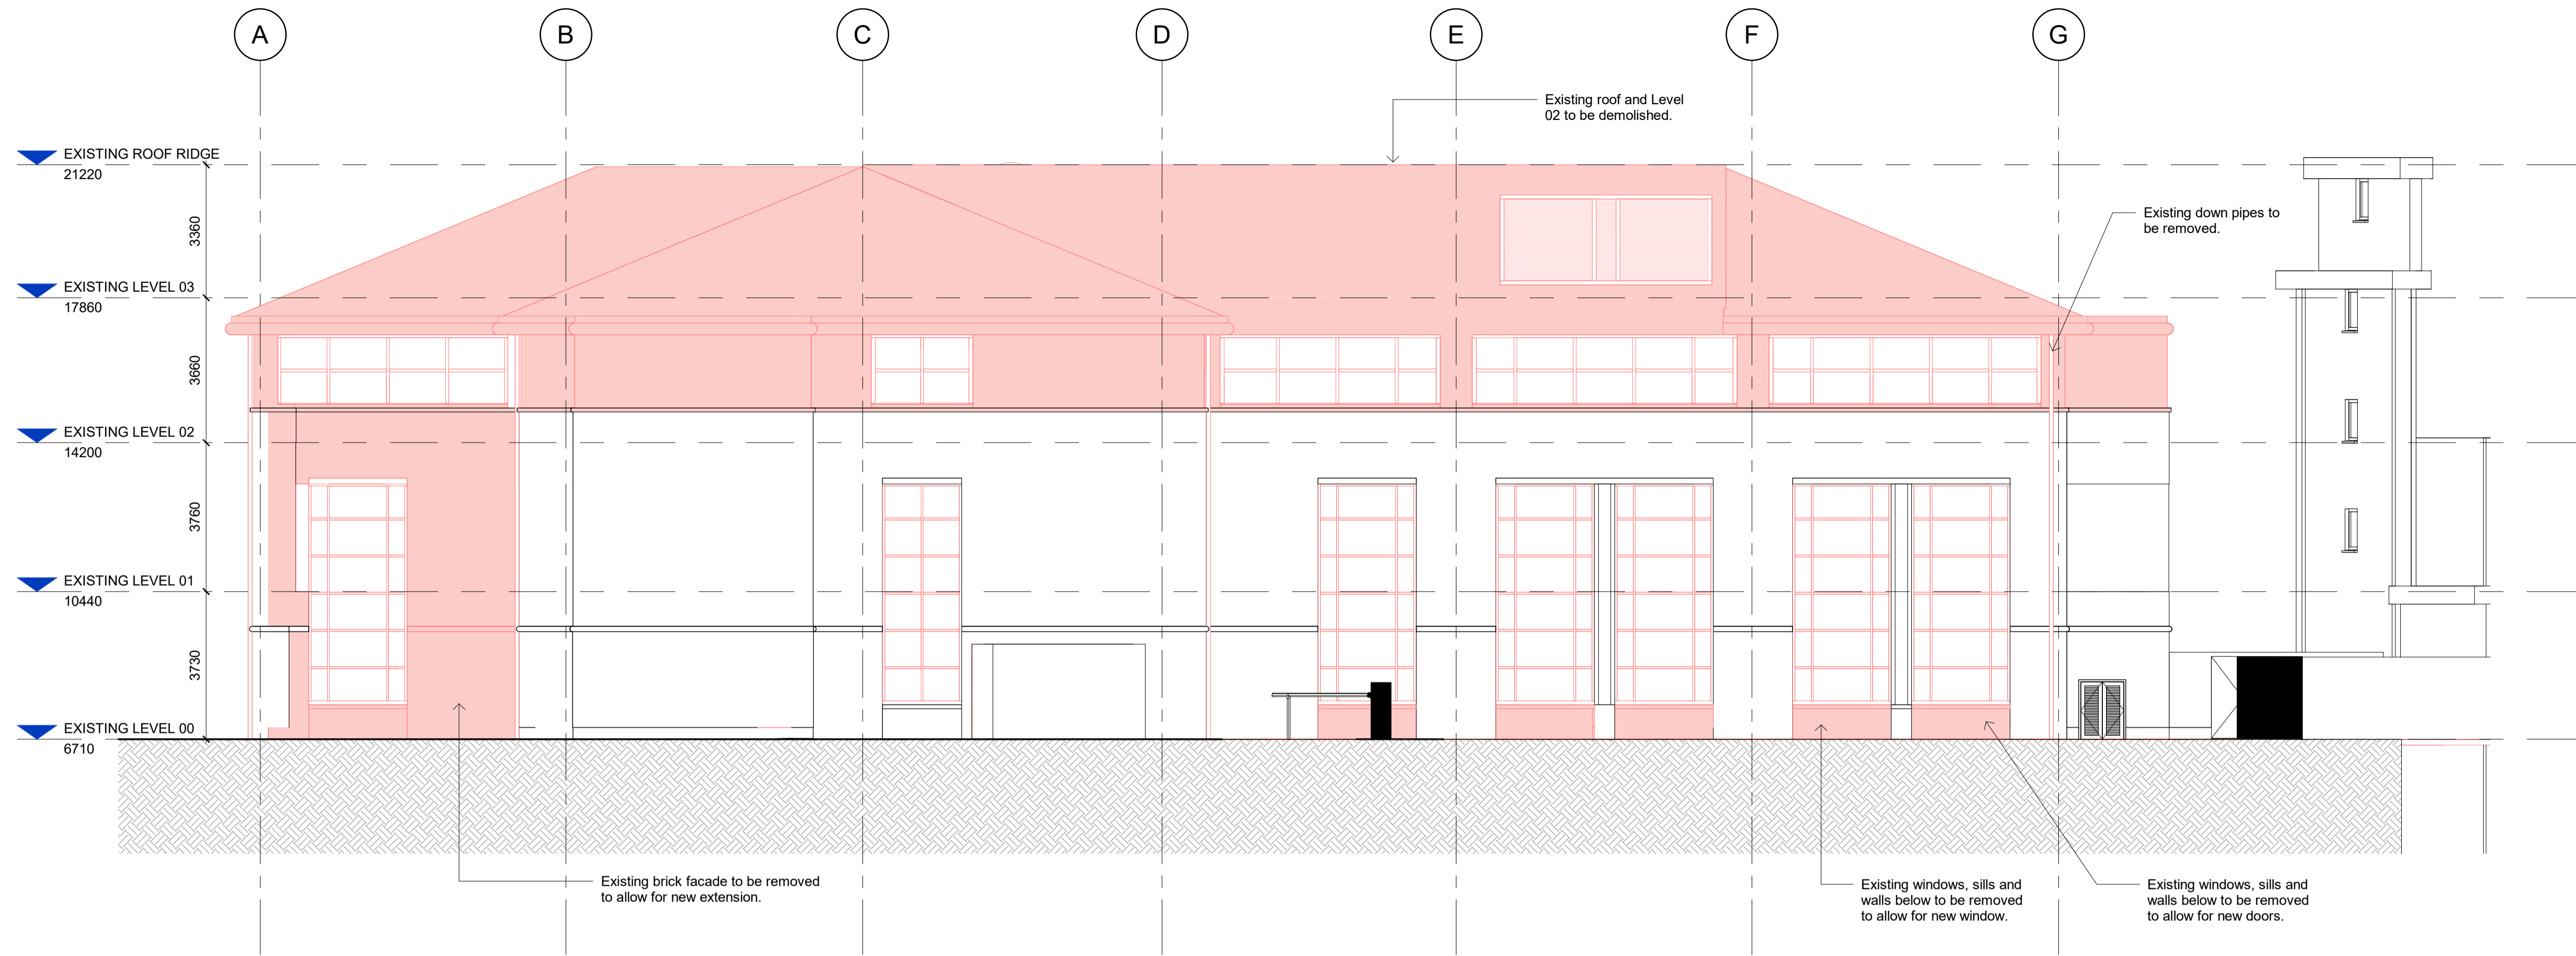 A
B
C
D
E
F
G
Existing roof and Level
02 to be demolished.
EXISTING ROOF RIDGE
21220
3360
Existing down pipes to
be removed.
EXISTING LEVEL 03
17860
3660
EXISTING LEVEL 02
14200
3760
EXISTING LEVEL 01
10440
3730
EXISTING LEVEL 00
6710
Existing brick facade to be removed
to allow for new extension.
Existing windows, sills and
walls below to be removed
to allow for new window.
Existing windows, sills and
walls below to be removed
to allow for new doors.